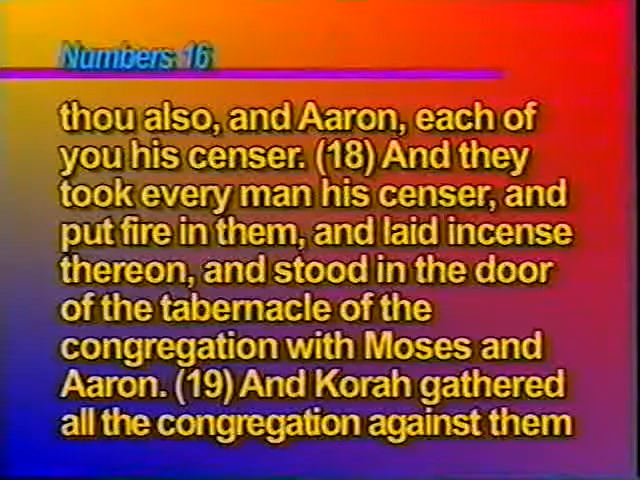 Numbers 16
thou also, and Aaron, each of
you his censer. (18) And they
took every man his censer, and
put fire in them, and laid incense
thereon, and stood in the door
of the tabernacle of the
congregation with Moses and
Aaron. (19) And Korah gathered
all the congregation against them